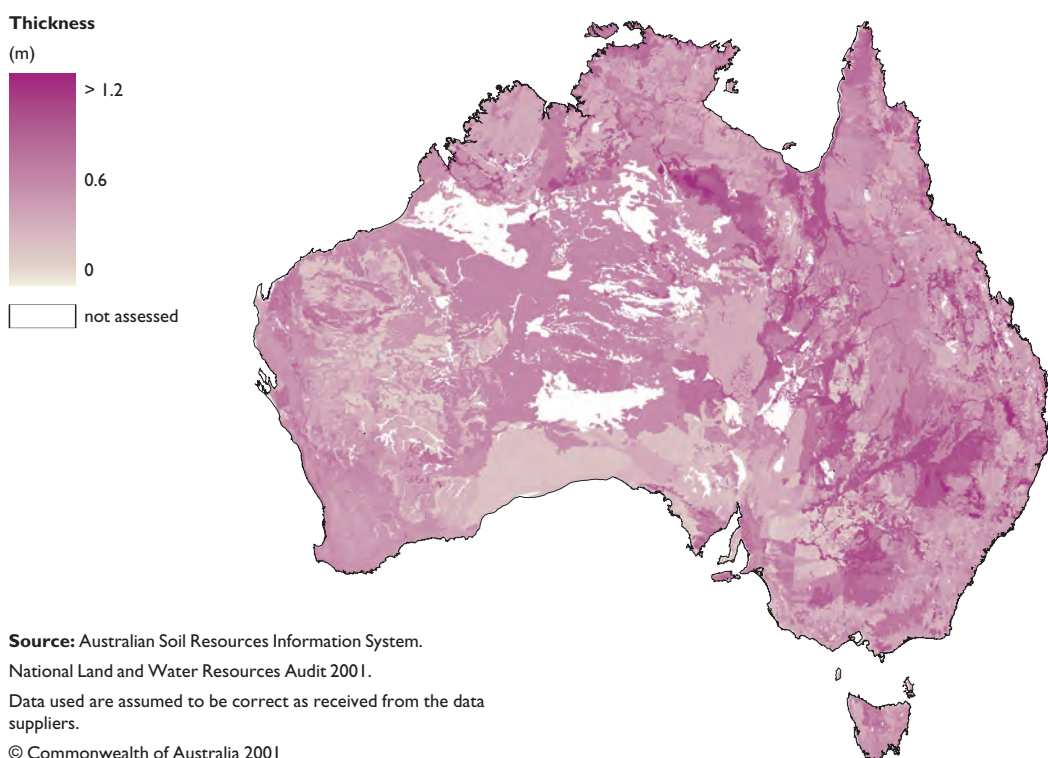 Thickness
(m)
> 1.2
0.6
0
not assessed
Source: Australian Soil Resources Information System.
National Land and Water Resources Audit 2001.
Data used are assumed to be correct as received from the data
suppliers.
© Commonwealth of Australia 2001